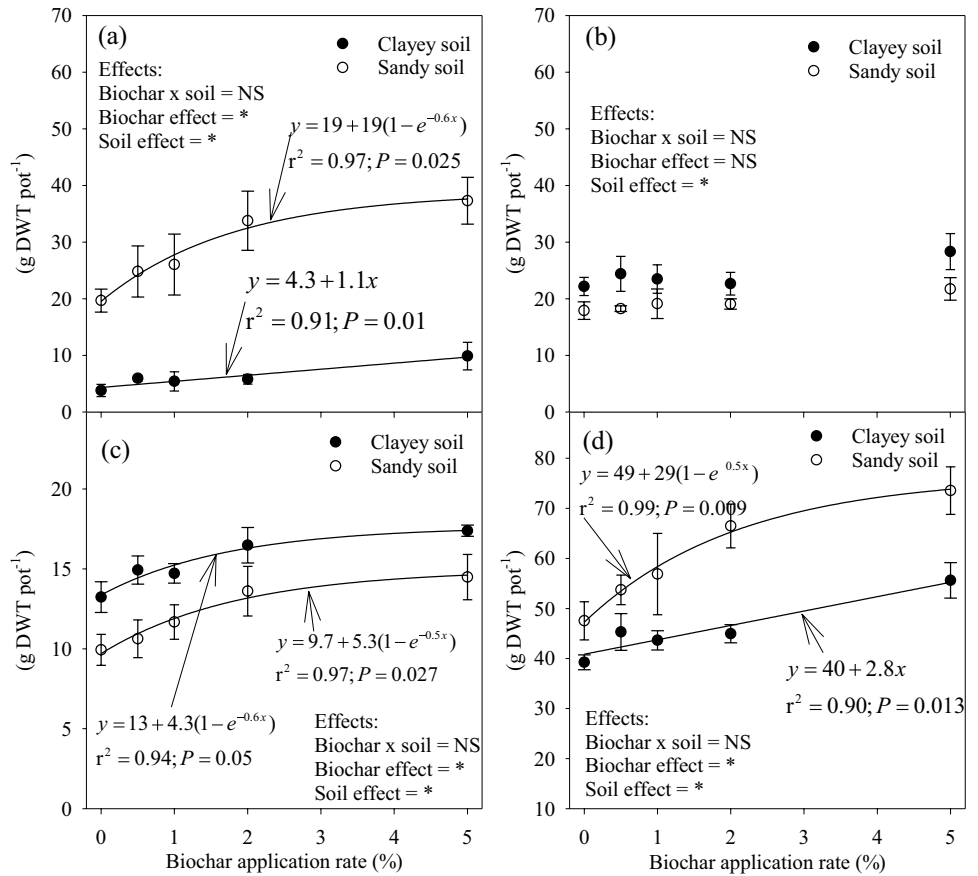 (a)
Clayey soil
Sandy soil
Effects:
Biochar x soil = NS
Biochar effect = *
Soil effect = *
y = 19 + 19(1 − e^{-0.6x})
r² = 0.97; P = 0.025
y = 4.3 + 1.1x
r² = 0.91; P = 0.01
(g DWT pot⁻¹)
70
60
50
40
30
20
10
0
(b)
Clayey soil
Sandy soil
Effects:
Biochar x soil = NS
Biochar effect = NS
Soil effect = *
(g DWT pot⁻¹)
70
60
50
40
30
20
10
0
(c)
Clayey soil
Sandy soil
y = 9.7 + 5.3(1 − e^{-0.5x})
r² = 0.97; P = 0.027
y = 13 + 4.3(1 − e^{-0.6x})
r² = 0.94; P = 0.05
Effects:
Biochar x soil = NS
Biochar effect = *
Soil effect = *
(g DWT pot⁻¹)
20
15
10
5
0
0 1 2 3 4 5
Biochar application rate (%)
(d)
Clayey soil
Sandy soil
y = 49 + 29(1 − e^{0.5x})
r² = 0.99; P = 0.009
y = 40 + 2.8x
r² = 0.90; P = 0.013
Effects:
Biochar x soil = NS
Biochar effect = *
Soil effect = *
(g DWT pot⁻¹)
80
70
60
50
40
30
20
10
0 1 2 3 4 5
Biochar application rate (%)